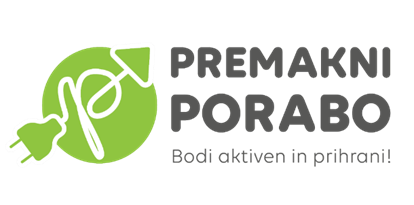 PREMAKNI
PORABO
Bodi aktiven in prihrani!